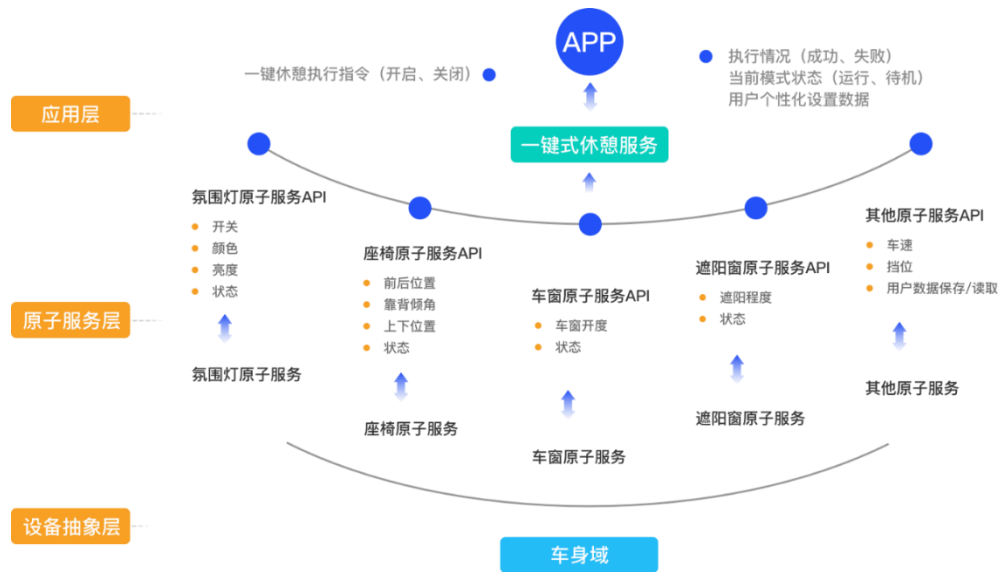 APP
一键休憩执行指令（开启、关闭）
执行情况（成功、失败）
当前模式状态（运行、待机）
用户个性化设置数据
应用层
一键式休憩服务
氛围灯原子服务API
开关
颜色
亮度
状态
氛围灯原子服务
座椅原子服务API
前后位置
靠背倾角
上下位置
状态
座椅原子服务
车窗原子服务API
车窗开度
状态
车窗原子服务
遮阳窗原子服务API
遮阳程度
状态
遮阳窗原子服务
其他原子服务API
车速
挡位
用户数据保存/读取
其他原子服务
原子服务层
设备抽象层
车身域